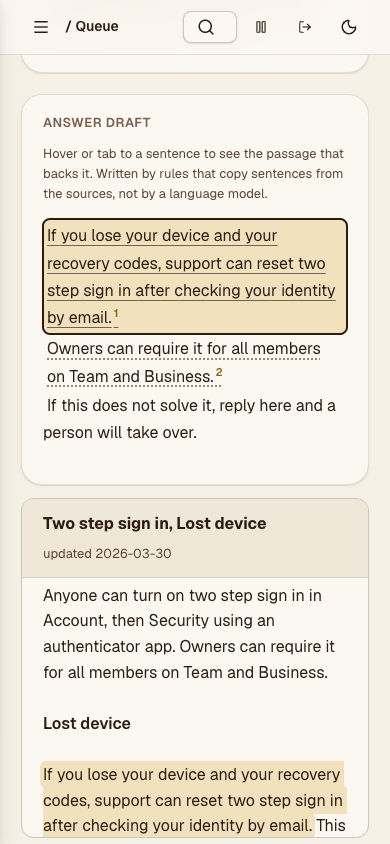 / Queue
ANSWER DRAFT
Hover or tab to a sentence to see the passage that
backs it. Written by rules that copy sentences from
the sources, not by a language model.
If you lose your device and your
recovery codes, support can reset two
step sign in after checking your identity
by email.1
Owners can require it for all members
on Team and Business.2
If this does not solve it, reply here and a
person will take over.
Two step sign in, Lost device
updated 2026-03-30
Anyone can turn on two step sign in in
Account, then Security using an
authenticator app. Owners can require it
for all members on Team and Business.
Lost device
If you lose your device and your recovery
codes, support can reset two step sign in
after checking your identity by email. This